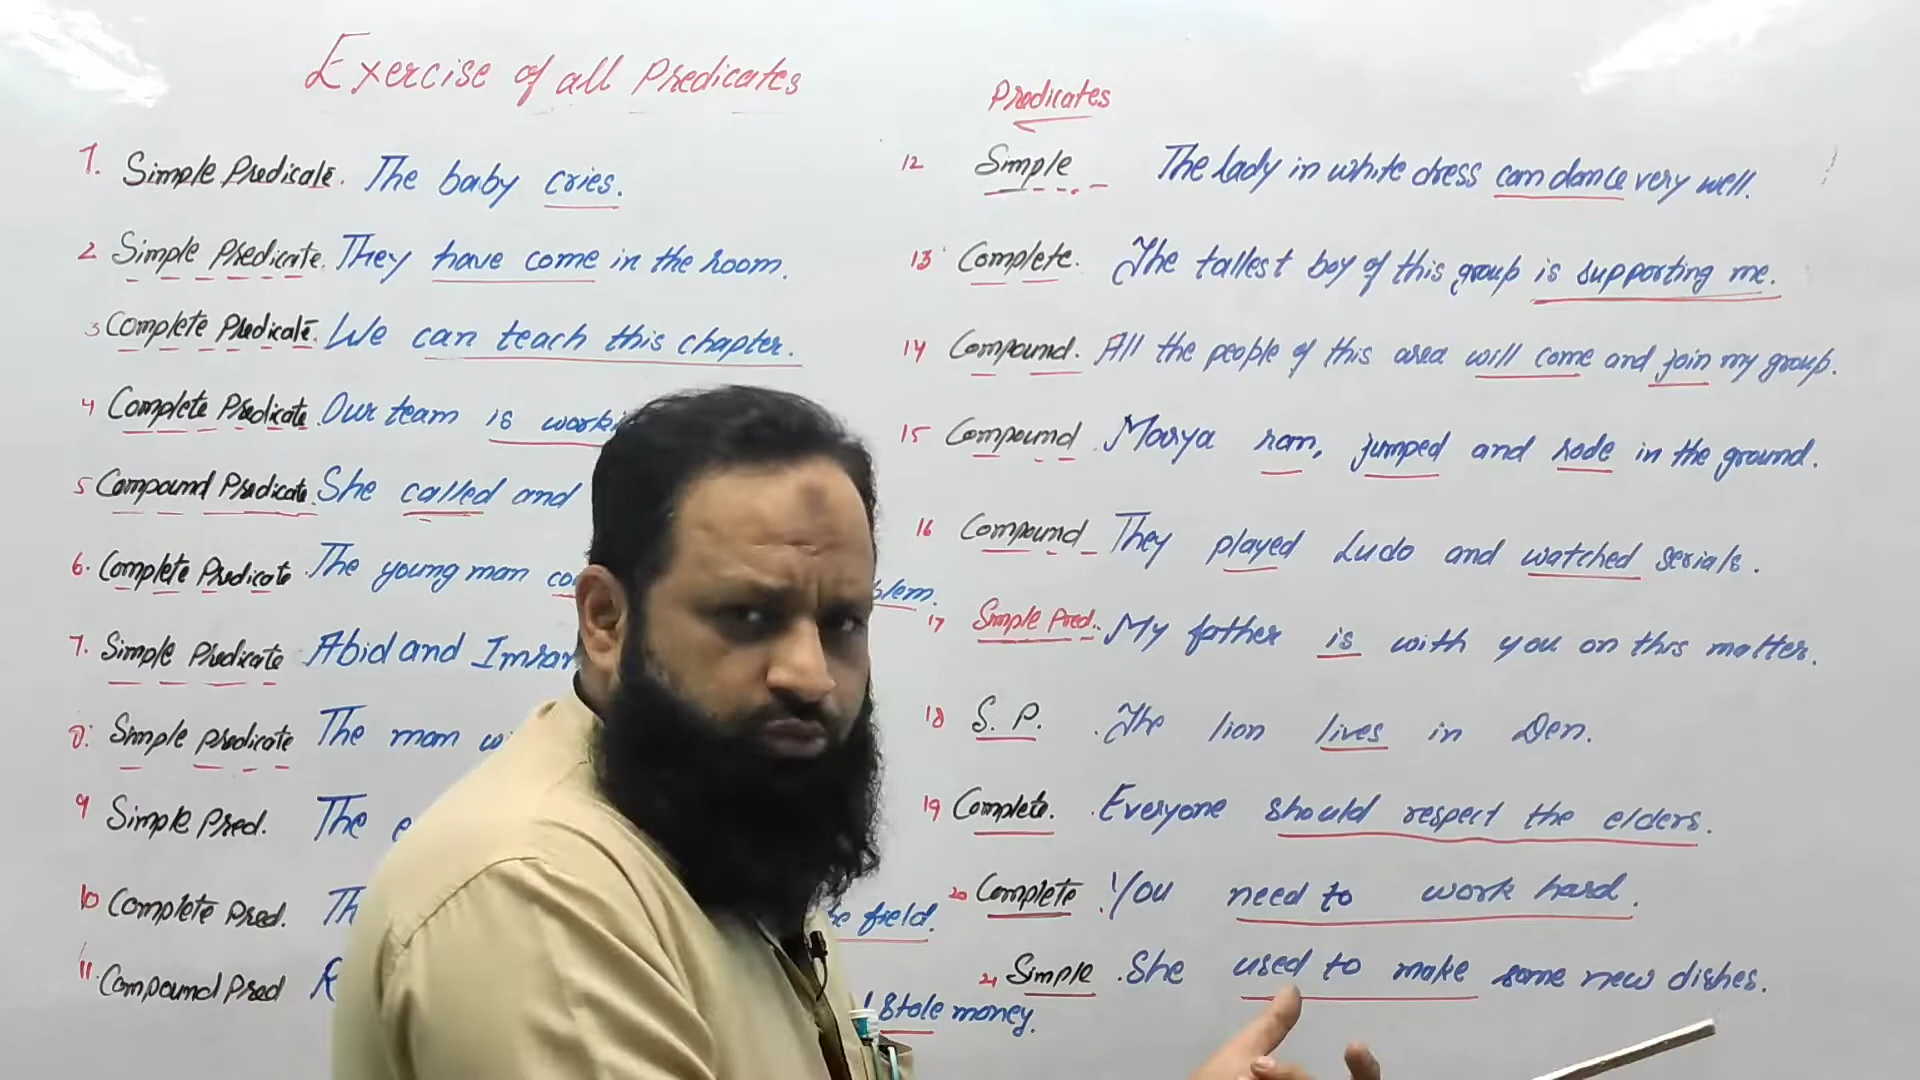 Exercise of all Predicates
1. Simple Predicate. The baby cries.
2 Simple Predicate. They have come in the room.
3 Complete Predicate. We can teach this chapter.
4 Complete Predicate. Our team is
5 Compound Predicate. She called and
6. Complete Predicate. The young man
7. Simple Predicate Abid and
8. Simple Predicate The man
9 Simple Pred. The
10 Complete Pred. field.
11. Compound Pred stole money.
Predicates
12 Simple The lady in white dress can dance very well.
13 Complete. The tallest boy of this group is supporting me.
14 Compound. All the people of this area will come and join my group.
15 Compound. Marya ran, jumped and rode in the ground.
16 Compound They played Ludo and watched serials.
17 Simple Pred. My father is with you on this matter.
18 S. P. The lion lives in Den.
19 Complete. Everyone should respect the elders.
20 Complete. You need to work hard.
21 Simple. She used to make some new dishes.